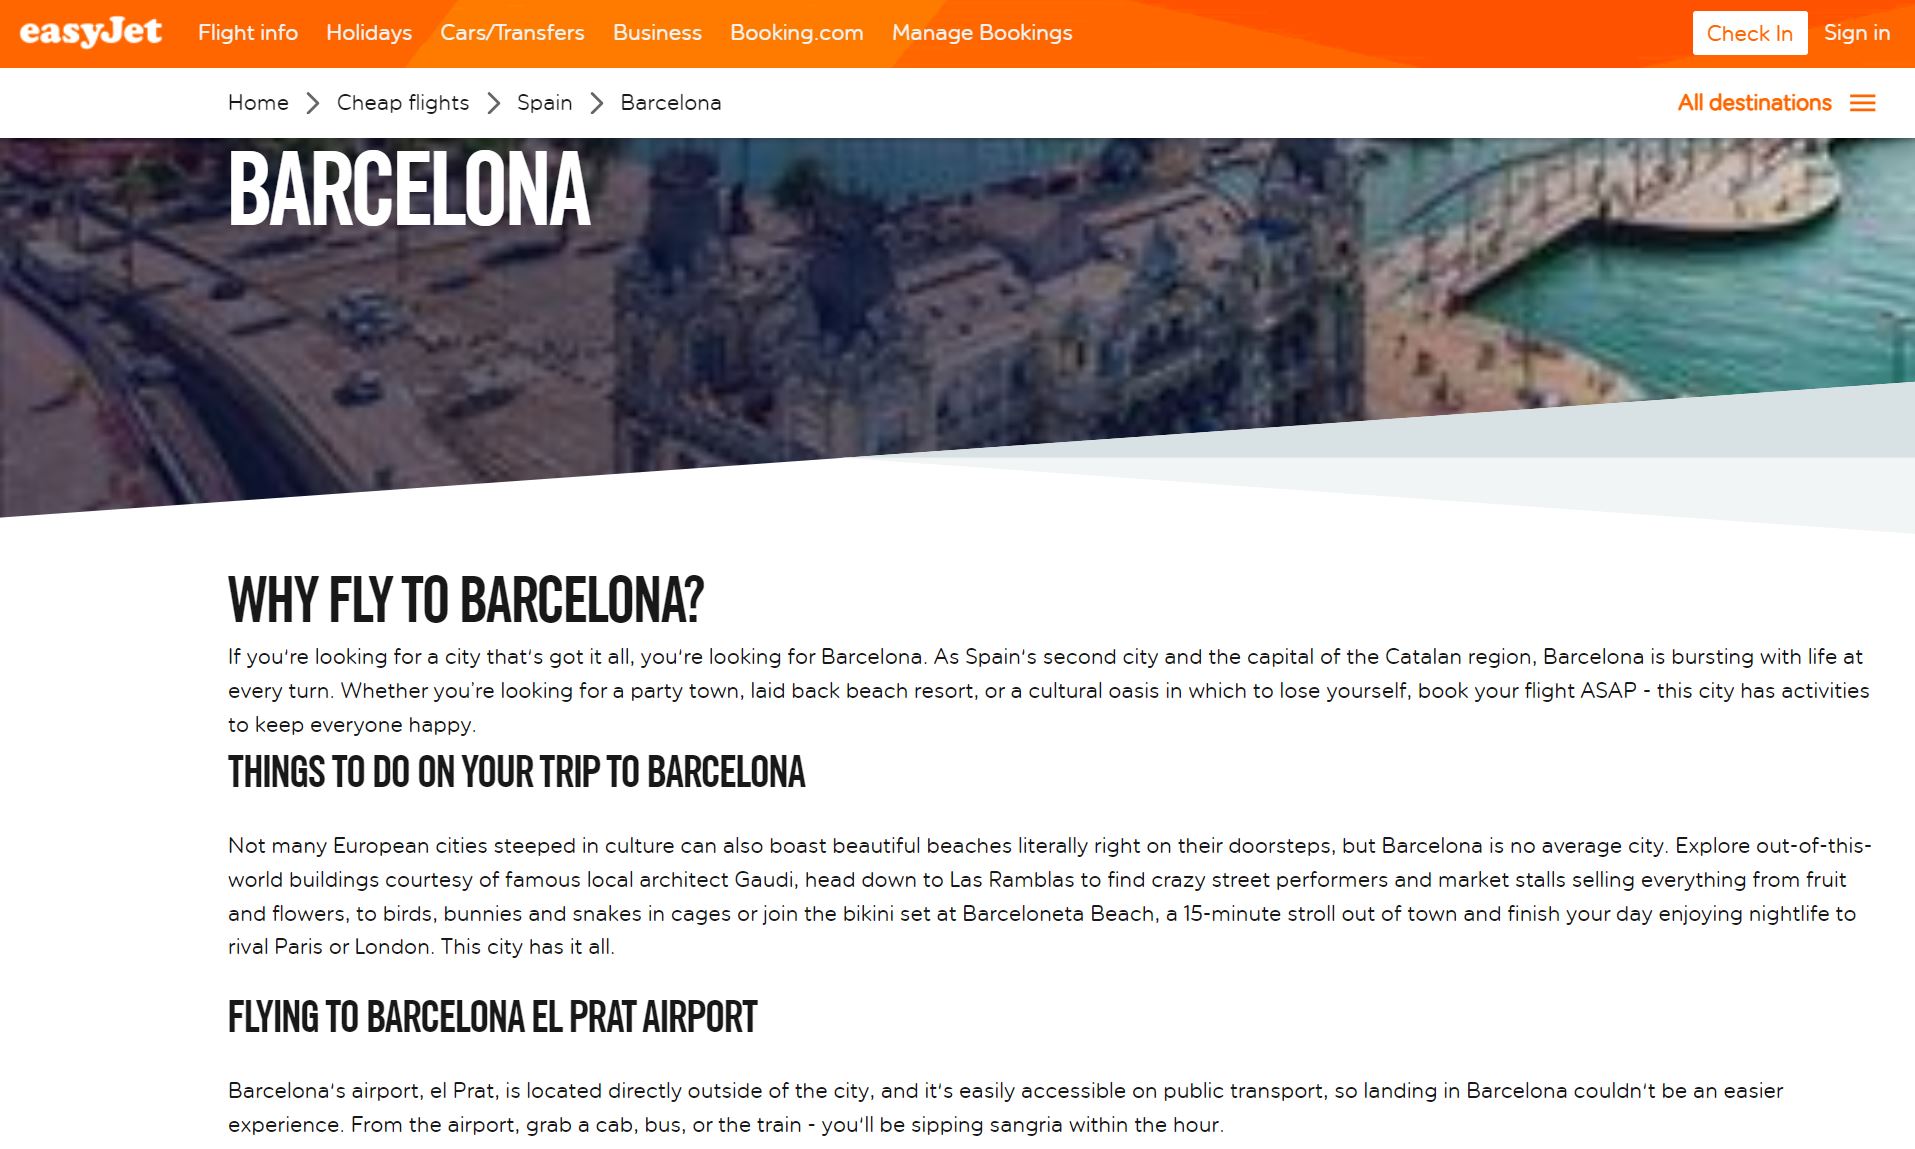 easyJet Flight info Holidays Cars/Transfers Business Booking.com Manage Bookings Check In Sign in
Home Cheap flights Spain Barcelona All destinations
BARCELONA
WHY FLY TO BARCELONA?
If you're looking for a city that's got it all, you're looking for Barcelona. As Spain's second city and the capital of the Catalan region, Barcelona is bursting with life at
every turn. Whether you're looking for a party town, laid back beach resort, or a cultural oasis in which to lose yourself, book your flight ASAP - this city has activities
to keep everyone happy.
THINGS TO DO ON YOUR TRIP TO BARCELONA
Not many European cities steeped in culture can also boast beautiful beaches literally right on their doorsteps, but Barcelona is no average city. Explore out-of-this-
world buildings courtesy of famous local architect Gaudi, head down to Las Ramblas to find crazy street performers and market stalls selling everything from fruit
and flowers, to birds, bunnies and snakes in cages or join the bikini set at Barceloneta Beach, a 15-minute stroll out of town and finish your day enjoying nightlife to
rival Paris or London. This city has it all.
FLYING TO BARCELONA EL PRAT AIRPORT
Barcelona's airport, el Prat, is located directly outside of the city, and it's easily accessible on public transport, so landing in Barcelona couldn't be an easier
experience. From the airport, grab a cab, bus, or the train - you'll be sipping sangria within the hour.